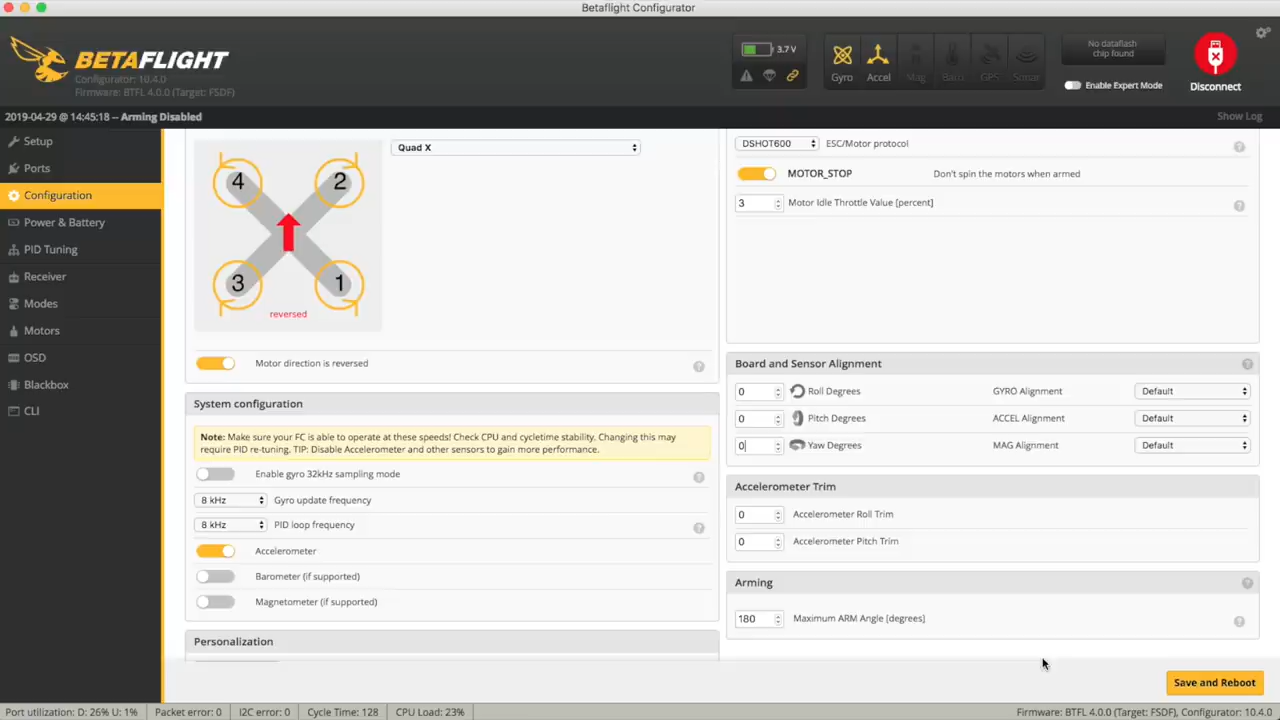 Betaflight Configurator
BETAFLIGHT
Configurator: 10.4.0
Firmware: BTFL 4.0.0 (Target: FSDF)
3.7 V
Gyro
Accel
Mag
Baro
GPS
Sonar
No dataflash
chip found
Enable Expert Mode
Disconnect
2019-04-29 @ 14:45:18 -- Arming Disabled
Show Log
Setup
Ports
Configuration
Power & Battery
PID Tuning
Receiver
Modes
Motors
OSD
Blackbox
CLI
4
2
3
1
reversed
Quad X
Motor direction is reversed
System configuration
Note: Make sure your FC is able to operate at these speeds! Check CPU and cycletime stability. Changing this may
require PID re-tuning. TIP: Disable Accelerometer and other sensors to gain more performance.
Enable gyro 32kHz sampling mode
8 kHz Gyro update frequency
8 kHz PID loop frequency
Accelerometer
Barometer (if supported)
Magnetometer (if supported)
Personalization
DSHOT600 ESC/Motor protocol
MOTOR_STOP Don't spin the motors when armed
3 Motor Idle Throttle Value [percent]
Board and Sensor Alignment
0 Roll Degrees GYRO Alignment Default
0 Pitch Degrees ACCEL Alignment Default
0 Yaw Degrees MAG Alignment Default
Accelerometer Trim
0 Accelerometer Roll Trim
0 Accelerometer Pitch Trim
Arming
180 Maximum ARM Angle [degrees]
Save and Reboot
Port utilization: D: 26% U: 1% Packet error: 0 I2C error: 0 Cycle Time: 128 CPU Load: 23% Firmware: BTFL 4.0.0 (Target: FSDF), Configurator: 10.4.0